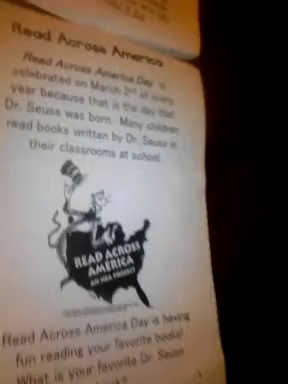 Read Across America
Read Across America Day is
celebrated on March 2nd of every
year because that is the day that
Dr. Seuss was born. Many children
read books written by Dr. Seuss in
their classrooms at school.
READ ACROSS
AMERICA
AN NEA PROJECT
Read Across America Day is having
fun reading your favorite books!
What is your favorite Dr. Seuss